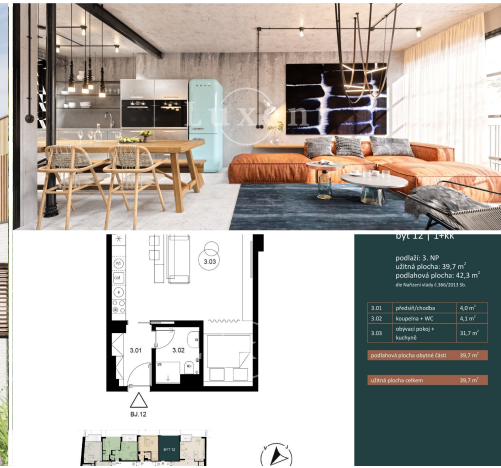 Luxent
byt 12 | 1+kk
podlaží: 3. NP
užitná plocha: 39,7 m²
podlahová plocha: 42,3 m²
dle Nařízení vlády č.366/2013 Sb.
3.01 předsíň/chodba 4,0 m²
3.02 koupelna + WC 4,1 m²
3.03 obývací pokoj + kuchyně 31,7 m²
podlahová plocha obytné části 39,7 m²
užitná plocha celkem 39,7 m²
3.03
3.01
3.02
BJ.12
BYT 12